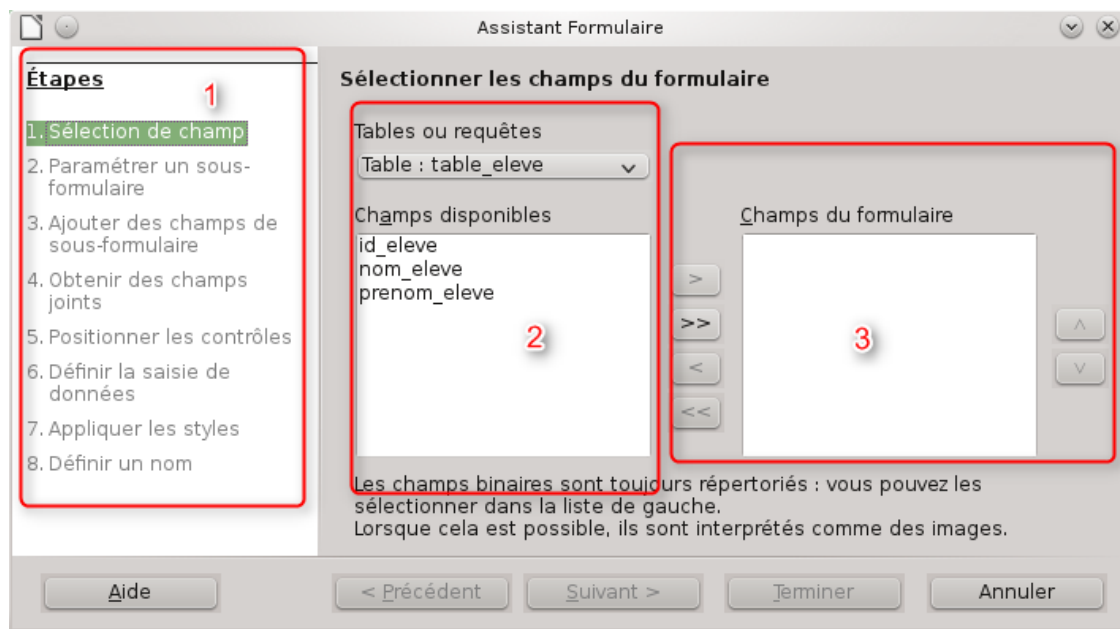 Assistant Formulaire
Étapes
1
1. Sélection de champ
2. Paramétrer un sous-
formulaire
3. Ajouter des champs de
sous-formulaire
4. Obtenir des champs
joints
5. Positionner les contrôles
6. Définir la saisie de
données
7. Appliquer les styles
8. Définir un nom
Sélectionner les champs du formulaire
Tables ou requêtes
Table : table_eleve
Champs disponibles
id_eleve
nom_eleve
prenom_eleve
2
>
>>
<
<<
Champs du formulaire
3
Les champs binaires sont toujours répertoriés : vous pouvez les
sélectionner dans la liste de gauche.
Lorsque cela est possible, ils sont interprétés comme des images.
Aide
< Précédent
Suivant >
Terminer
Annuler